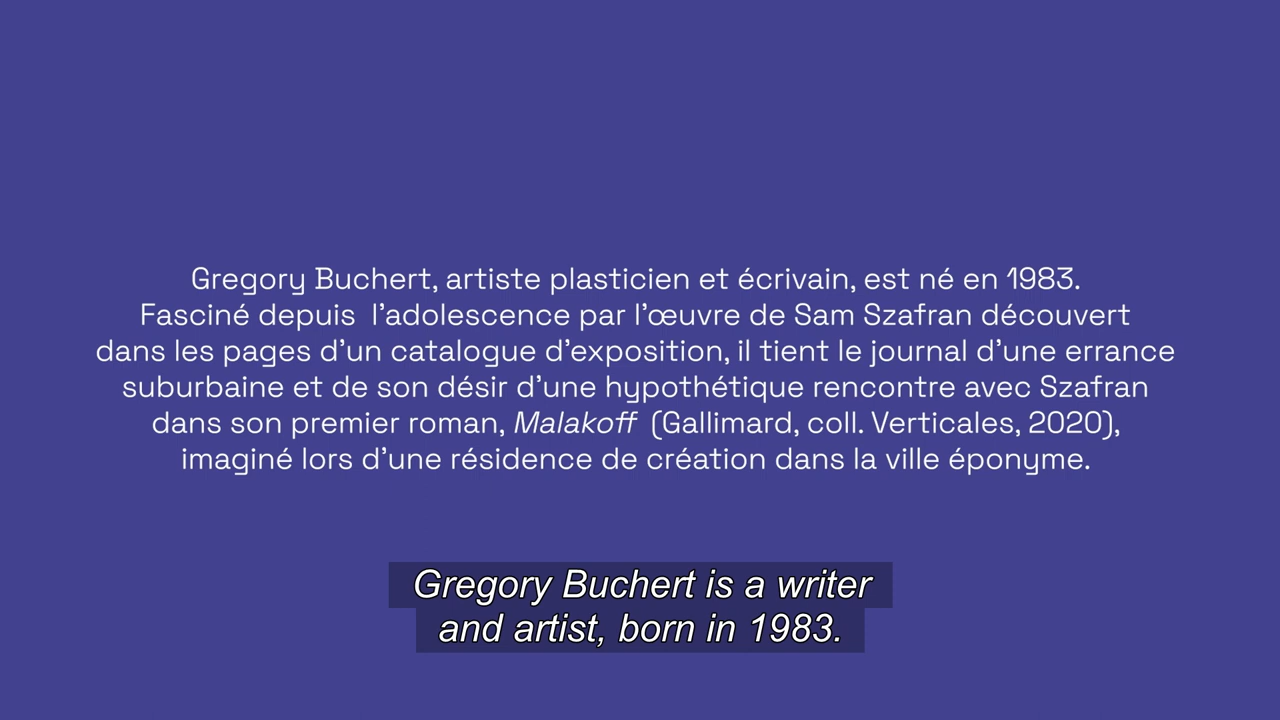 Gregory Buchert, artiste plasticien et écrivain, est né en 1983.
Fasciné depuis l’adolescence par l’œuvre de Sam Szafran découvert
dans les pages d’un catalogue d’exposition, il tient le journal d’une errance
suburbaine et de son désir d’une hypothétique rencontre avec Szafran
dans son premier roman, Malakoff (Gallimard, coll. Verticales, 2020),
imaginé lors d’une résidence de création dans la ville éponyme.
Gregory Buchert is a writer
and artist, born in 1983.